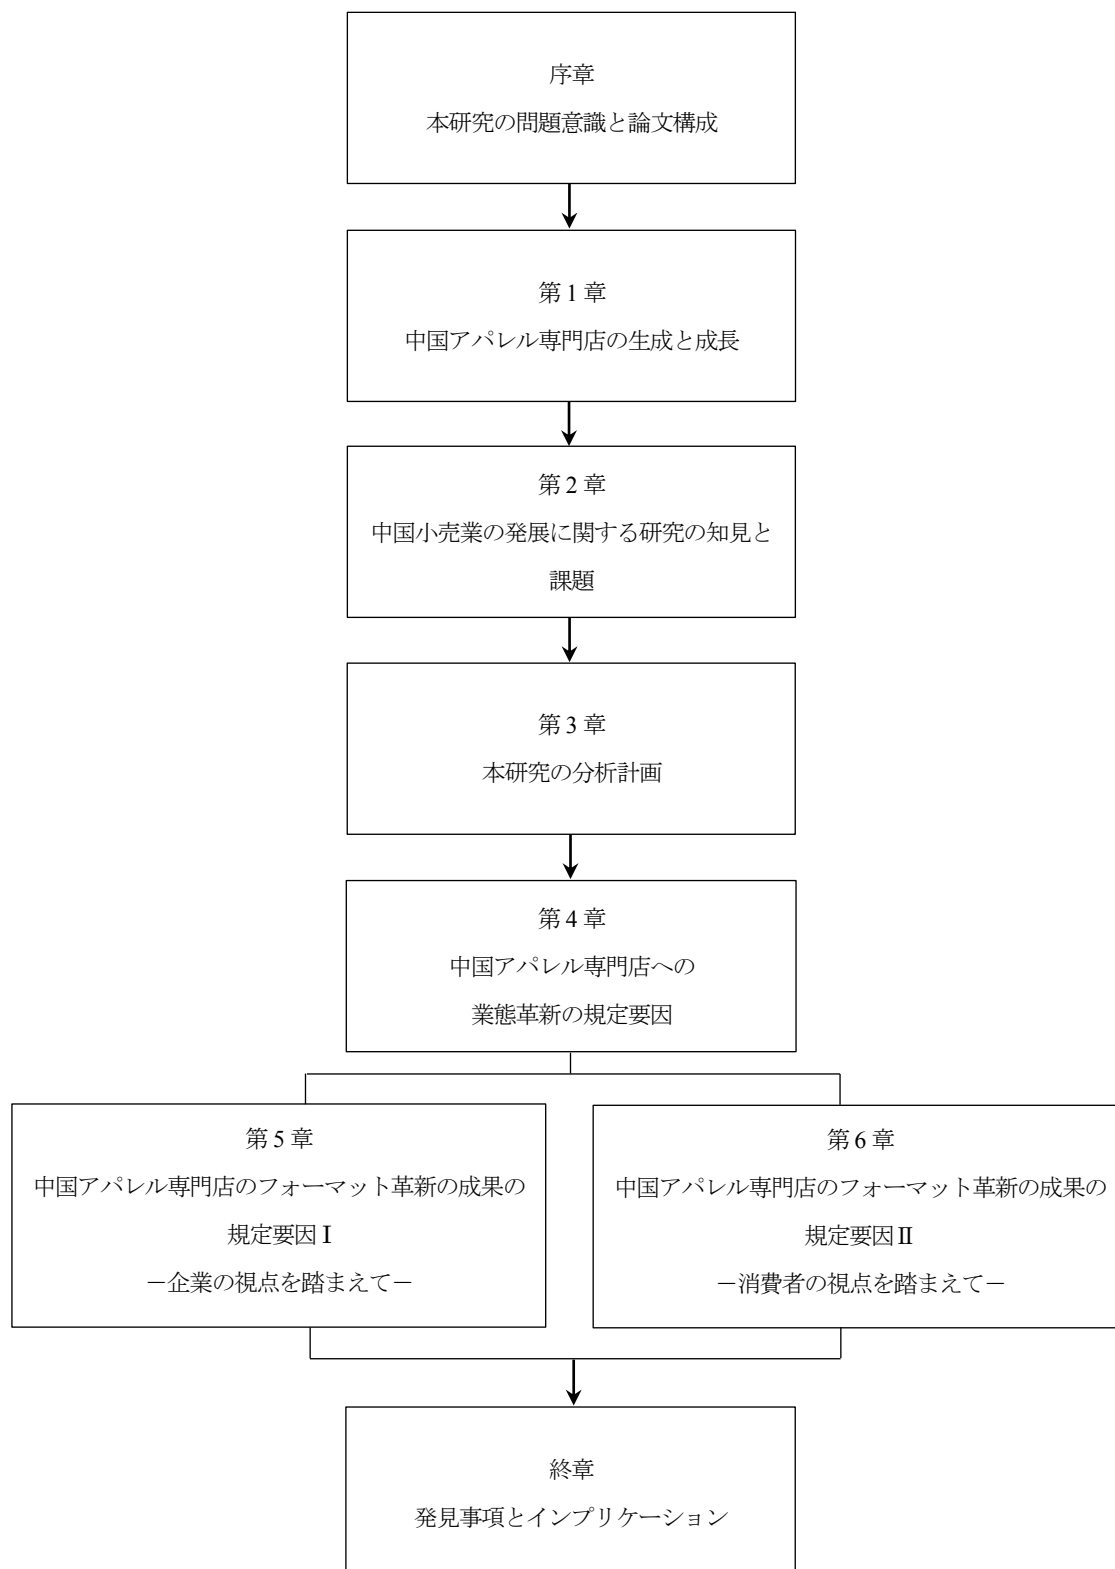 序章
本研究の問題意識と論文構成
第1章
中国アパレル専門店の生成と成長
第2章
中国小売業の発展に関する研究の知見と
課題
第3章
本研究の分析計画
第4章
中国アパレル専門店への
業態革新の規定要因
第5章
中国アパレル専門店のフォーマット革新の成果の
規定要因Ⅰ
－企業の視点を踏まえて－
第6章
中国アパレル専門店のフォーマット革新の成果の
規定要因Ⅱ
－消費者の視点を踏まえて－
終章
発見事項とインプリケーション